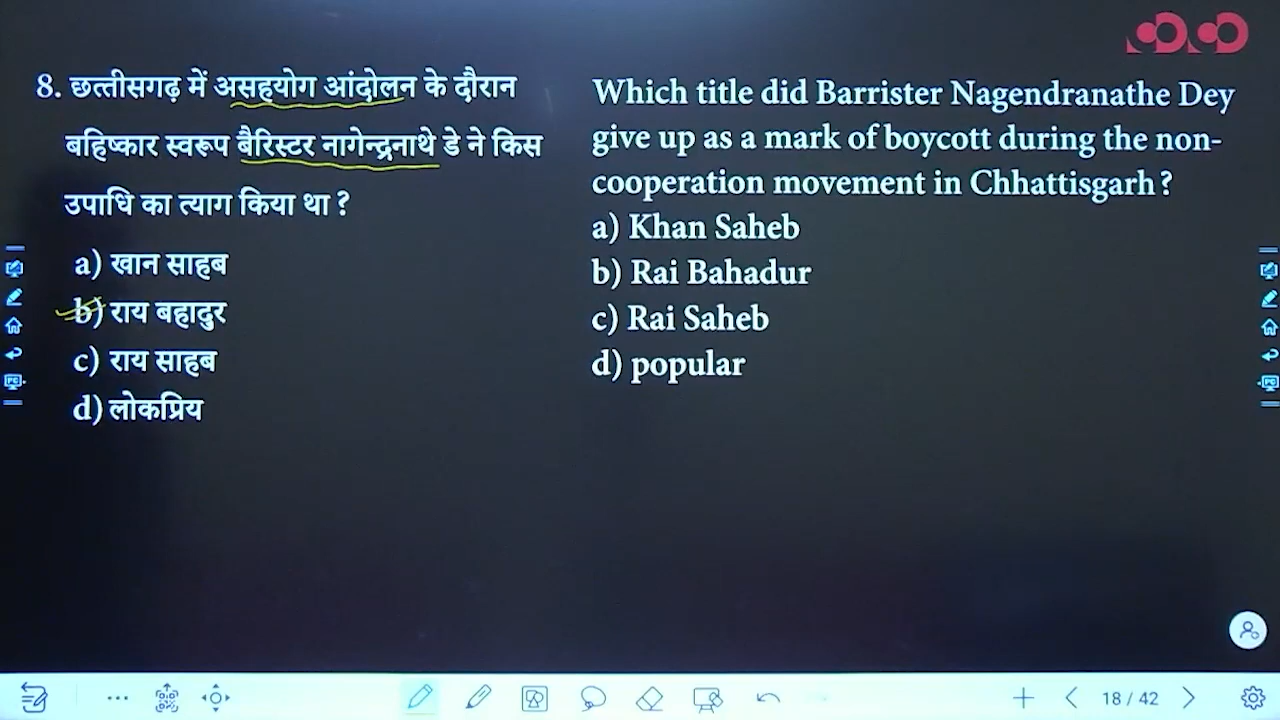 8. छत्तीसगढ़ में असहयोग आंदोलन के दौरान
बहिष्कार स्वरूप बैरिस्टर नागेन्द्रनाथे डे ने किस
उपाधि का त्याग किया था ?
a) खान साहब
b) राय बहादुर
c) राय साहब
d) लोकप्रिय
Which title did Barrister Nagendranathe Dey
give up as a mark of boycott during the non-
cooperation movement in Chhattisgarh ?
a) Khan Saheb
b) Rai Bahadur
c) Rai Saheb
d) popular
PC
PC
18 / 42